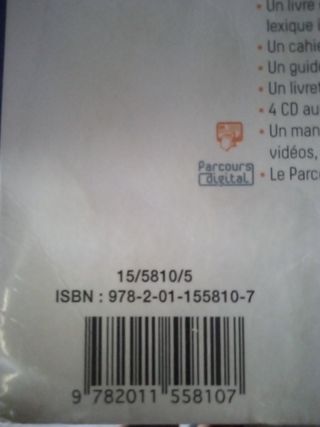 • Un livre
lexique
• Un cahie
• Un guid
• Un livret
• 4 CD au
• Un man
vidéos,
Parcours
digital
• Le Parc
15/5810/5
ISBN : 978-2-01-155810-7
9 782011 558107